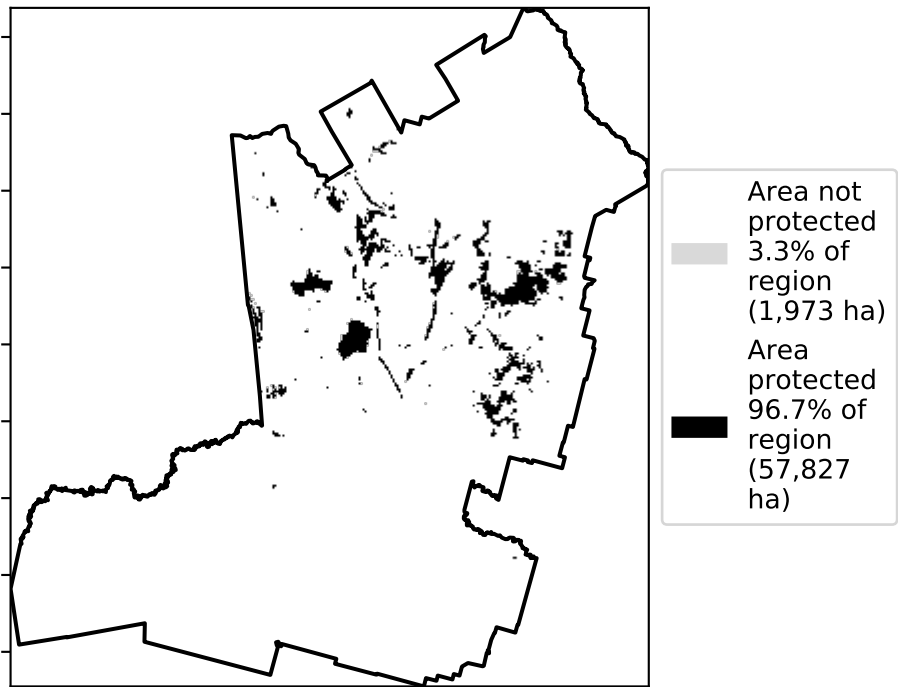 Area not
protected
3.3% of
region
(1,973 ha)
Area
protected
96.7% of
region
(57,827
ha)